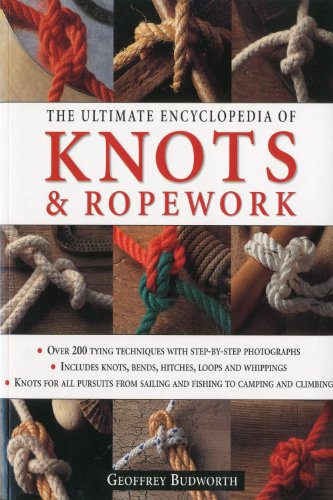 THE ULTIMATE ENCYCLOPEDIA OF
KNOTS
& ROPEWORK
• OVER 200 TYING TECHNIQUES WITH STEP-BY-STEP PHOTOGRAPHS
• INCLUDES KNOTS, BENDS, HITCHES, LOOPS AND WHIPPINGS
• KNOTS FOR ALL PURSUITS FROM SAILING AND FISHING TO CAMPING AND CLIMBING
GEOFFREY BUDWORTH